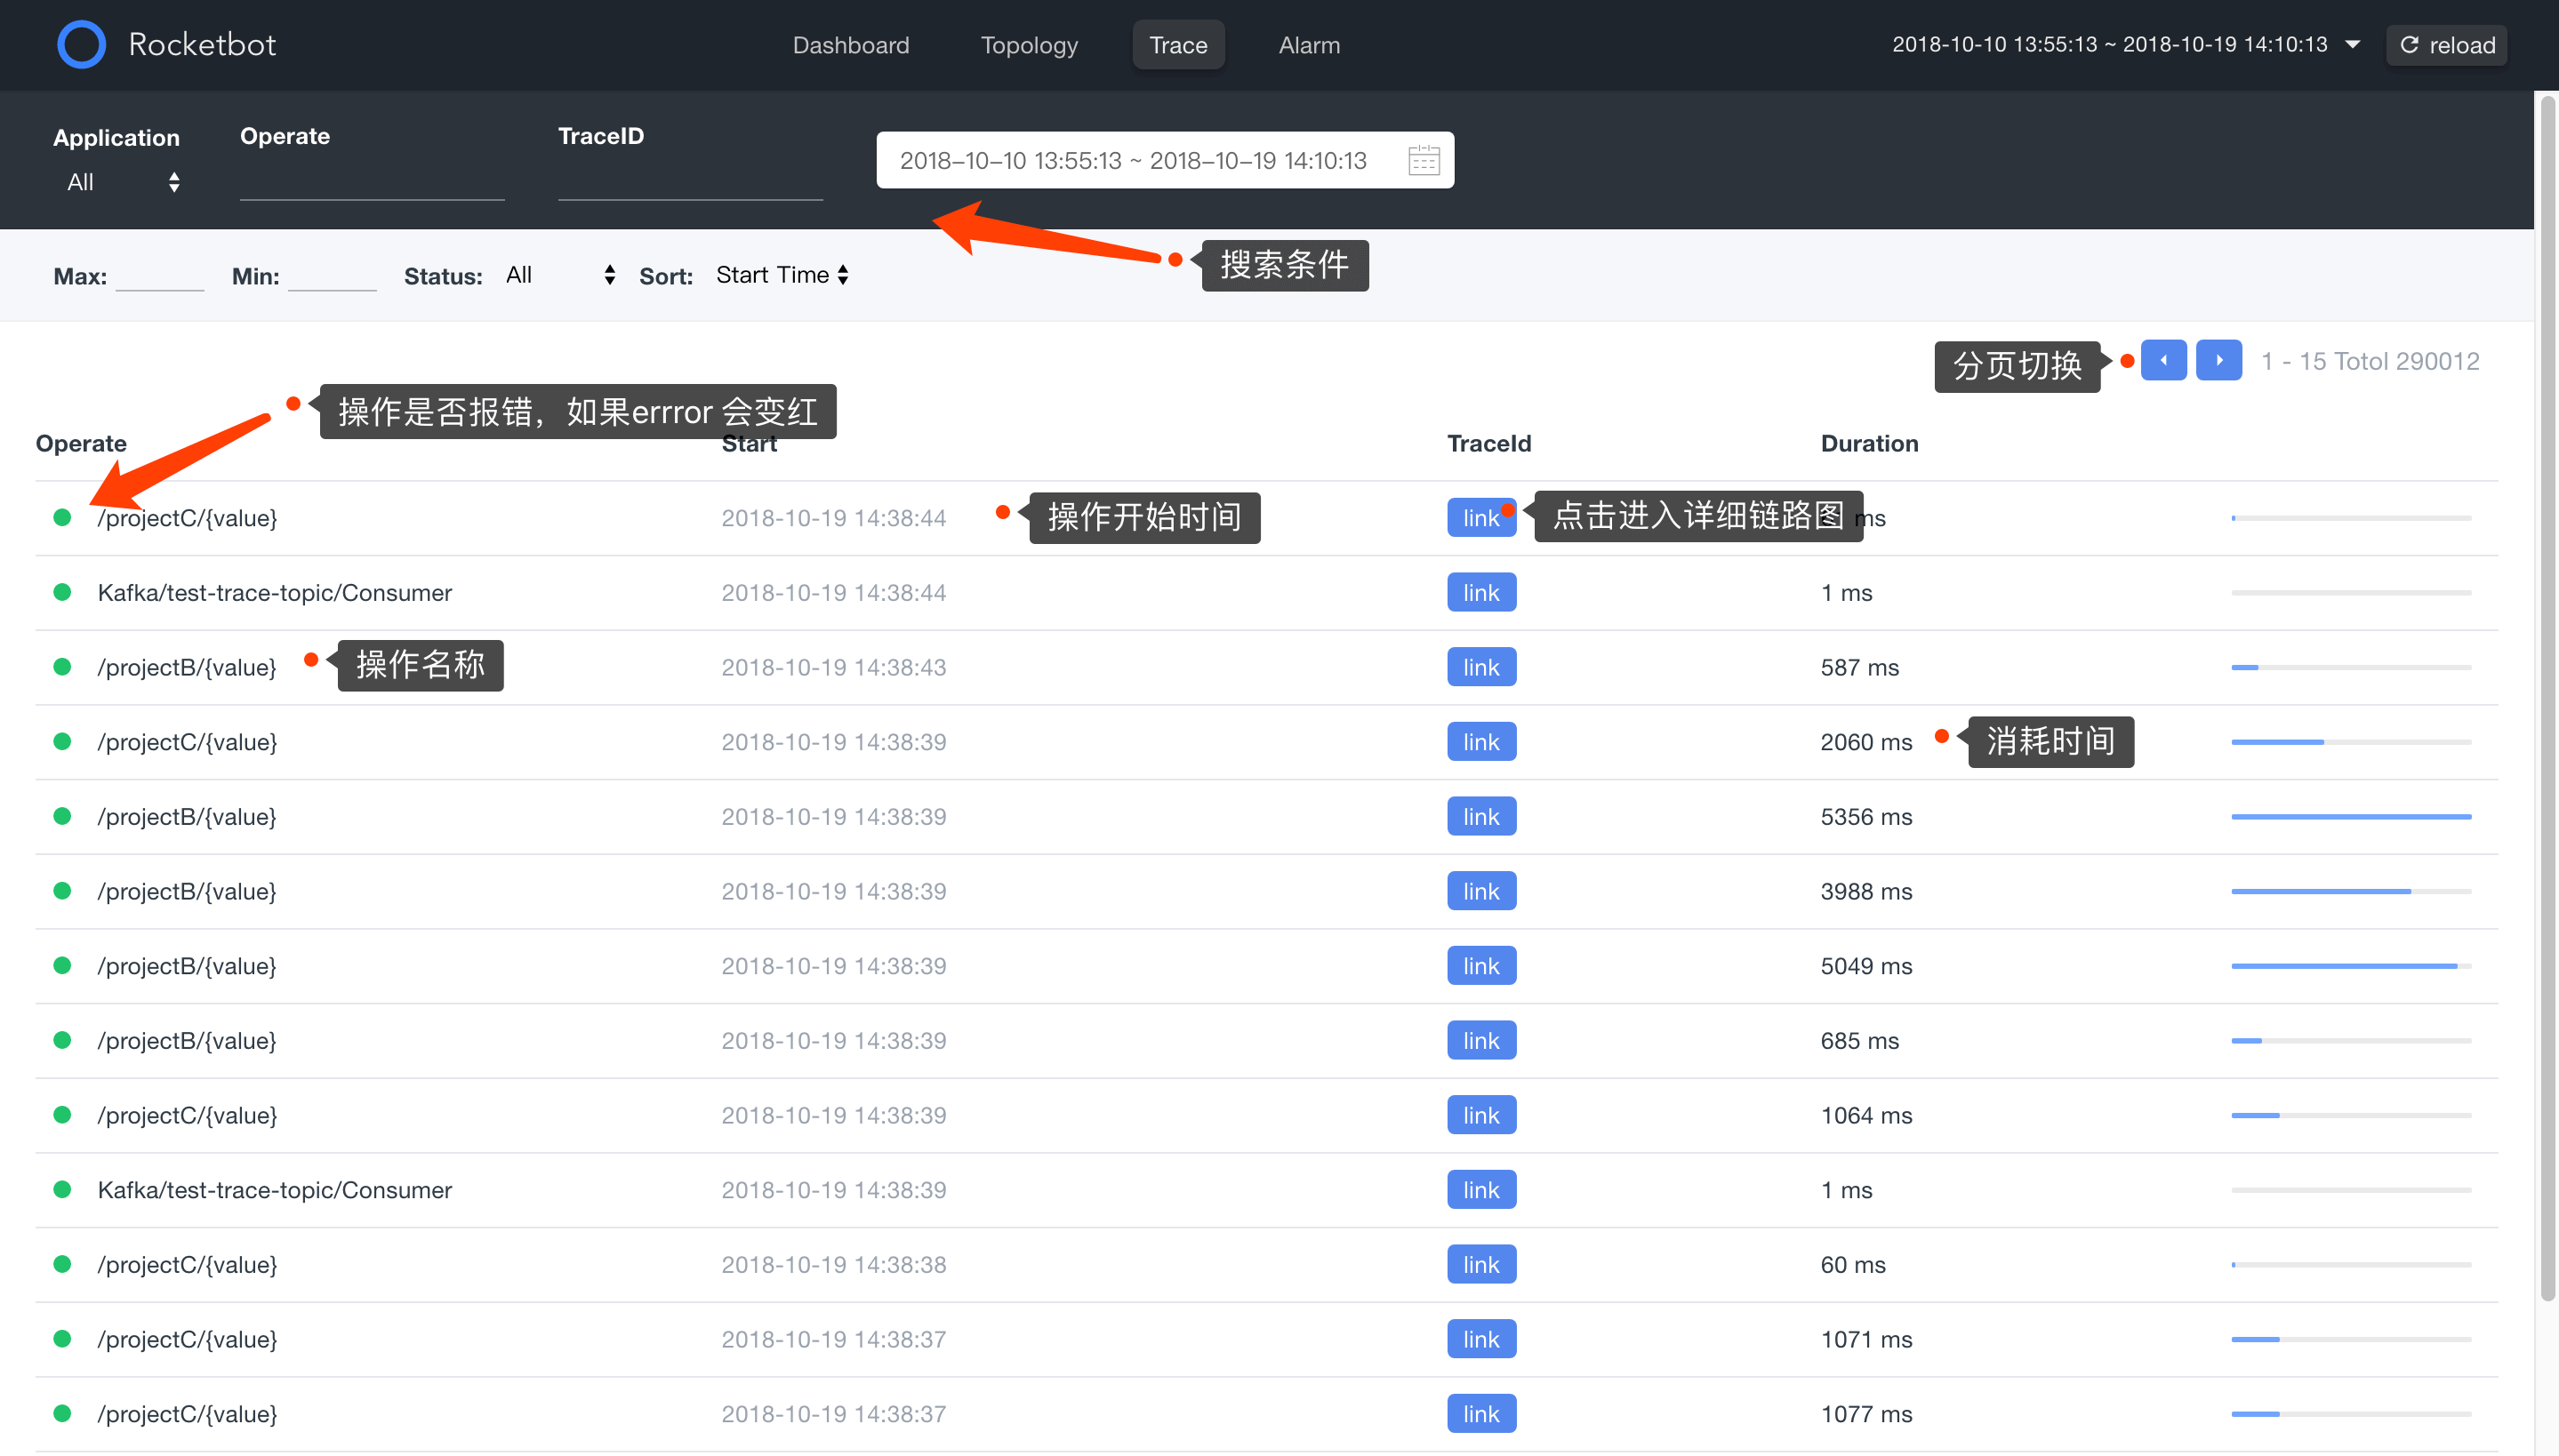 Rocketbot
Dashboard Topology Trace Alarm
2018-10-10 13:55:13 ~ 2018-10-19 14:10:13 reload
Application Operate TraceID
All
2018-10-10 13:55:13 ~ 2018-10-19 14:10:13
搜索条件
Max: Min: Status: All Sort: Start Time
分页切换 1 - 15 Totol 290012
操作是否报错，如果errror 会变红
Operate Start TraceId Duration
/projectC/{value} 2018-10-19 14:38:44 操作开始时间 link 点击进入详细链路图 ms
Kafka/test-trace-topic/Consumer 2018-10-19 14:38:44 link 1 ms
/projectB/{value} 操作名称 2018-10-19 14:38:43 link 587 ms
/projectC/{value} 2018-10-19 14:38:39 link 2060 ms 消耗时间
/projectB/{value} 2018-10-19 14:38:39 link 5356 ms
/projectB/{value} 2018-10-19 14:38:39 link 3988 ms
/projectB/{value} 2018-10-19 14:38:39 link 5049 ms
/projectB/{value} 2018-10-19 14:38:39 link 685 ms
/projectC/{value} 2018-10-19 14:38:39 link 1064 ms
Kafka/test-trace-topic/Consumer 2018-10-19 14:38:39 link 1 ms
/projectC/{value} 2018-10-19 14:38:38 link 60 ms
/projectC/{value} 2018-10-19 14:38:37 link 1071 ms
/projectC/{value} 2018-10-19 14:38:37 link 1077 ms